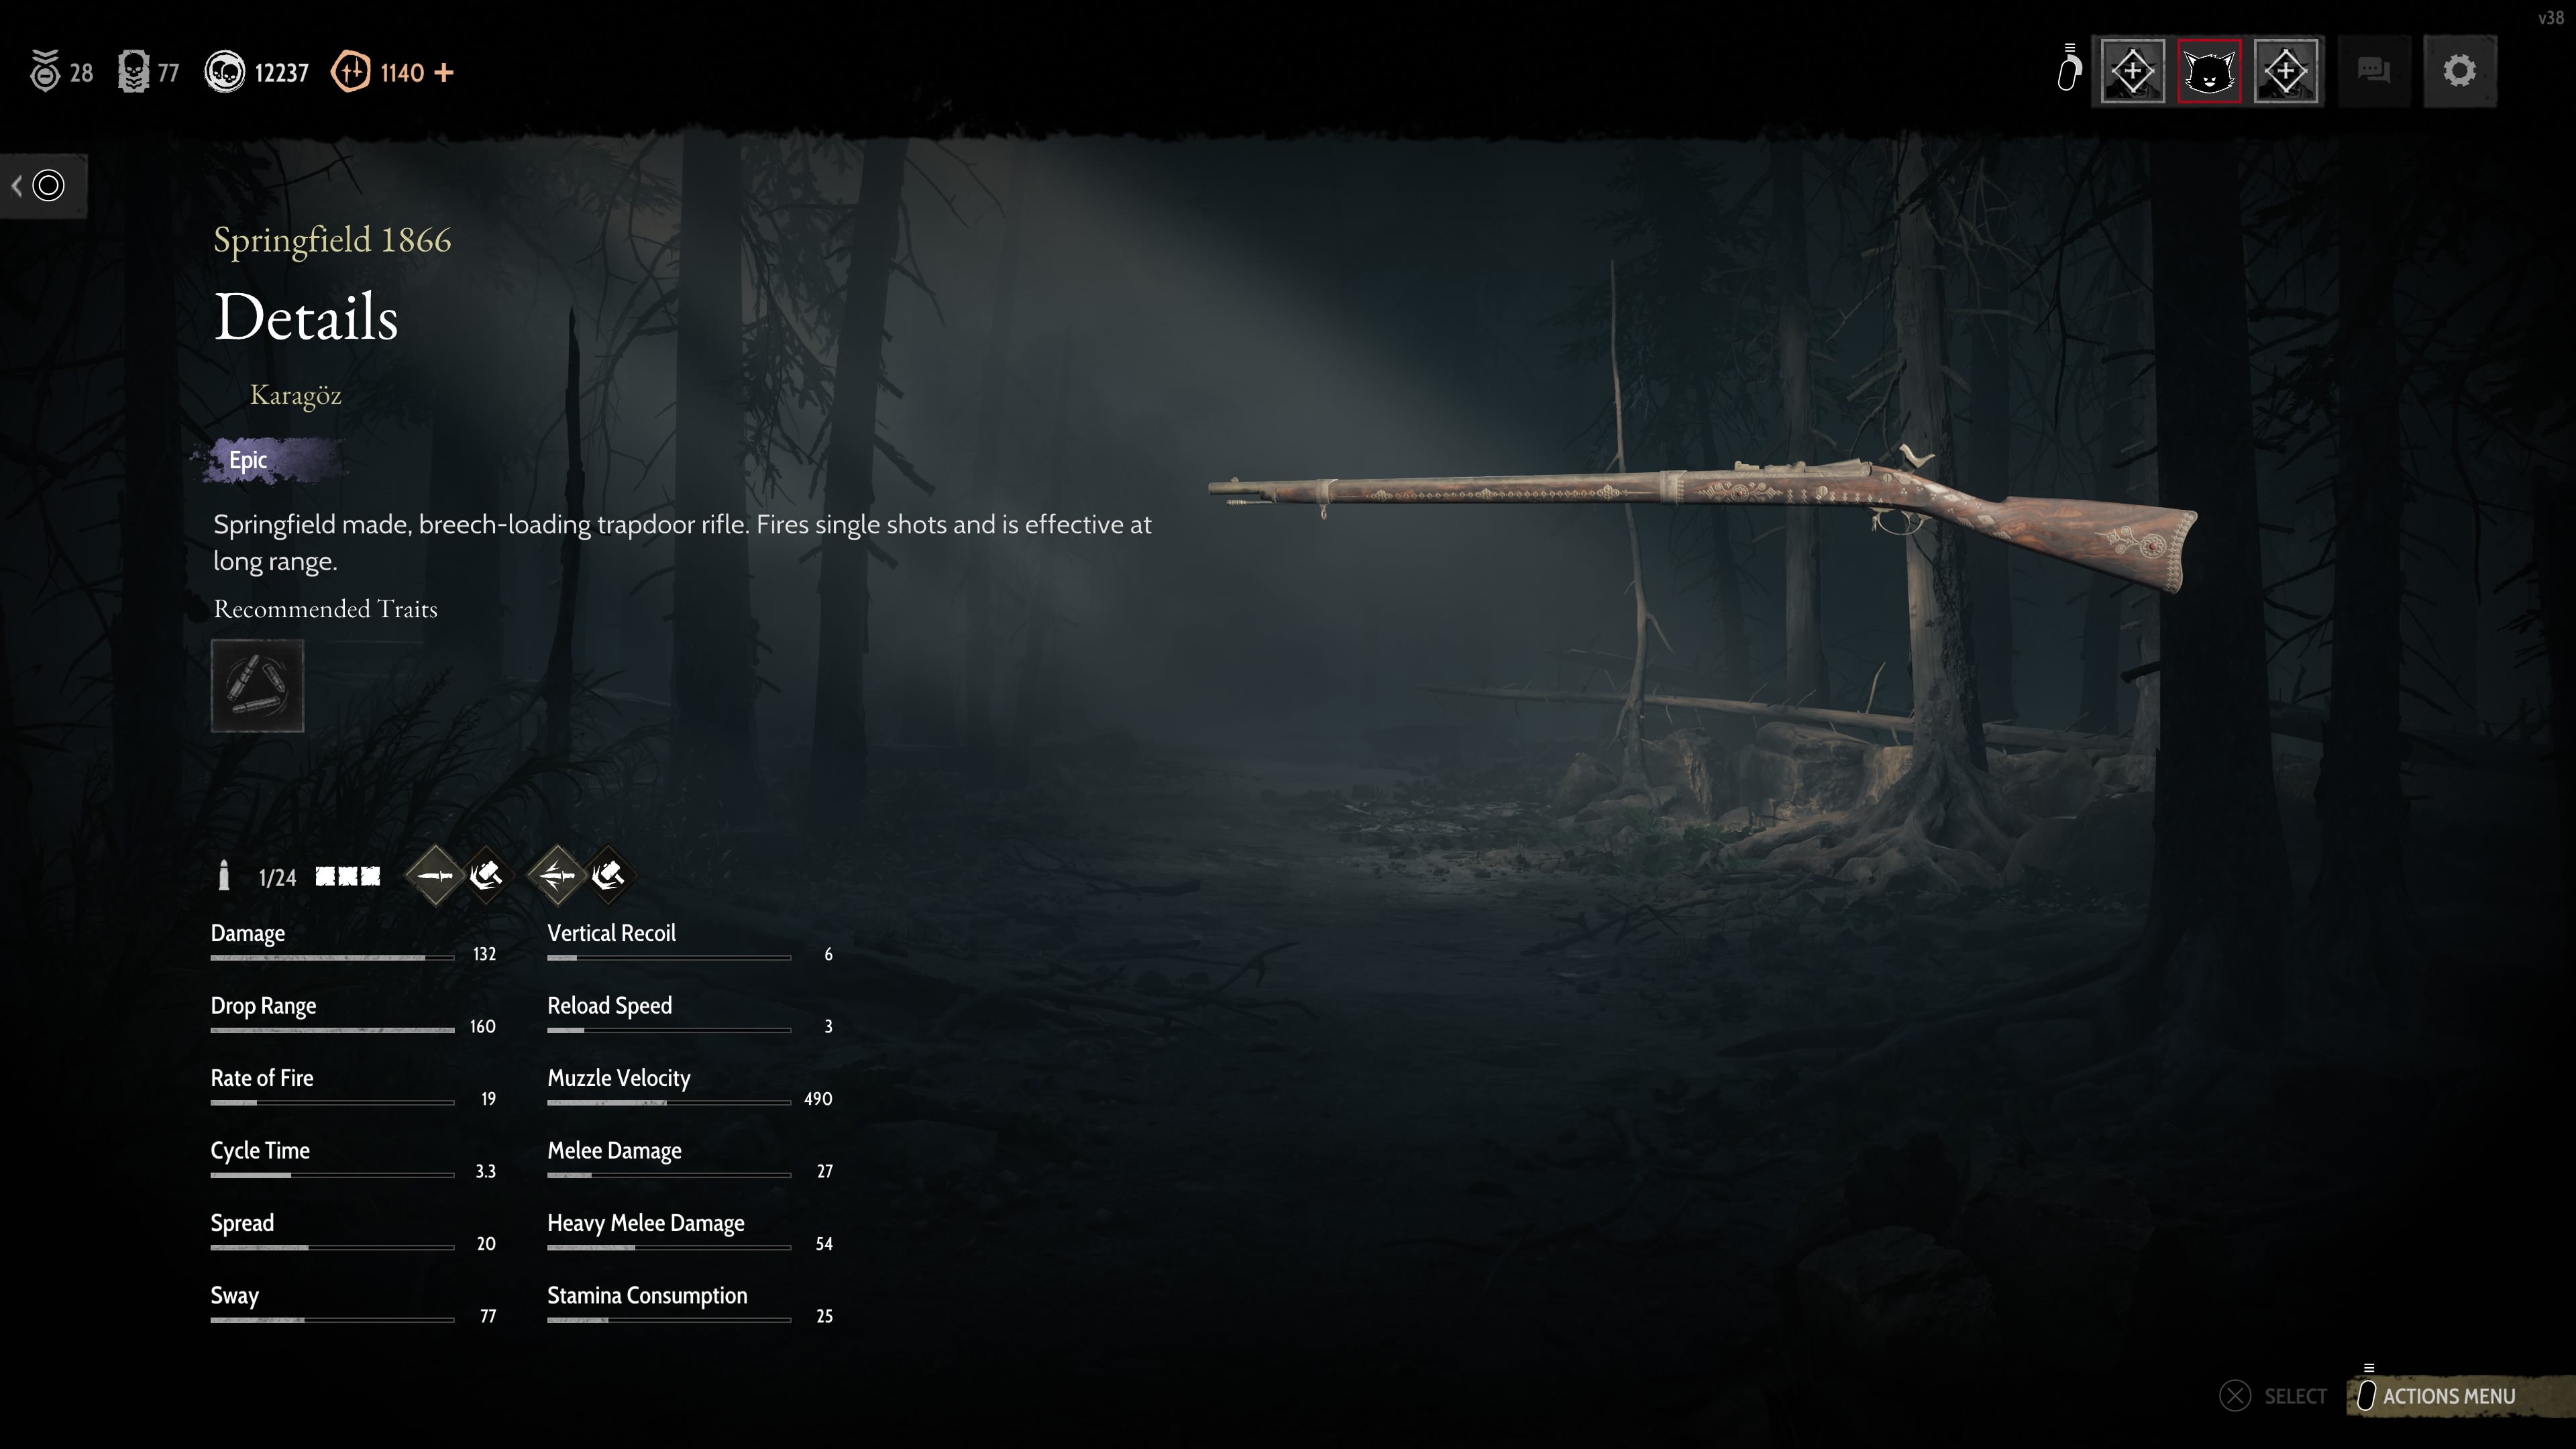 v38
28
77
12237
1140 +
Springfield 1866
Details
Karagöz
Epic
Springfield made, breech-loading trapdoor rifle. Fires single shots and is effective at
long range.
Recommended Traits
1/24
Damage
132
Vertical Recoil
6
Drop Range
160
Reload Speed
3
Rate of Fire
19
Muzzle Velocity
490
Cycle Time
3.3
Melee Damage
27
Spread
20
Heavy Melee Damage
54
Sway
77
Stamina Consumption
25
SELECT
ACTIONS MENU